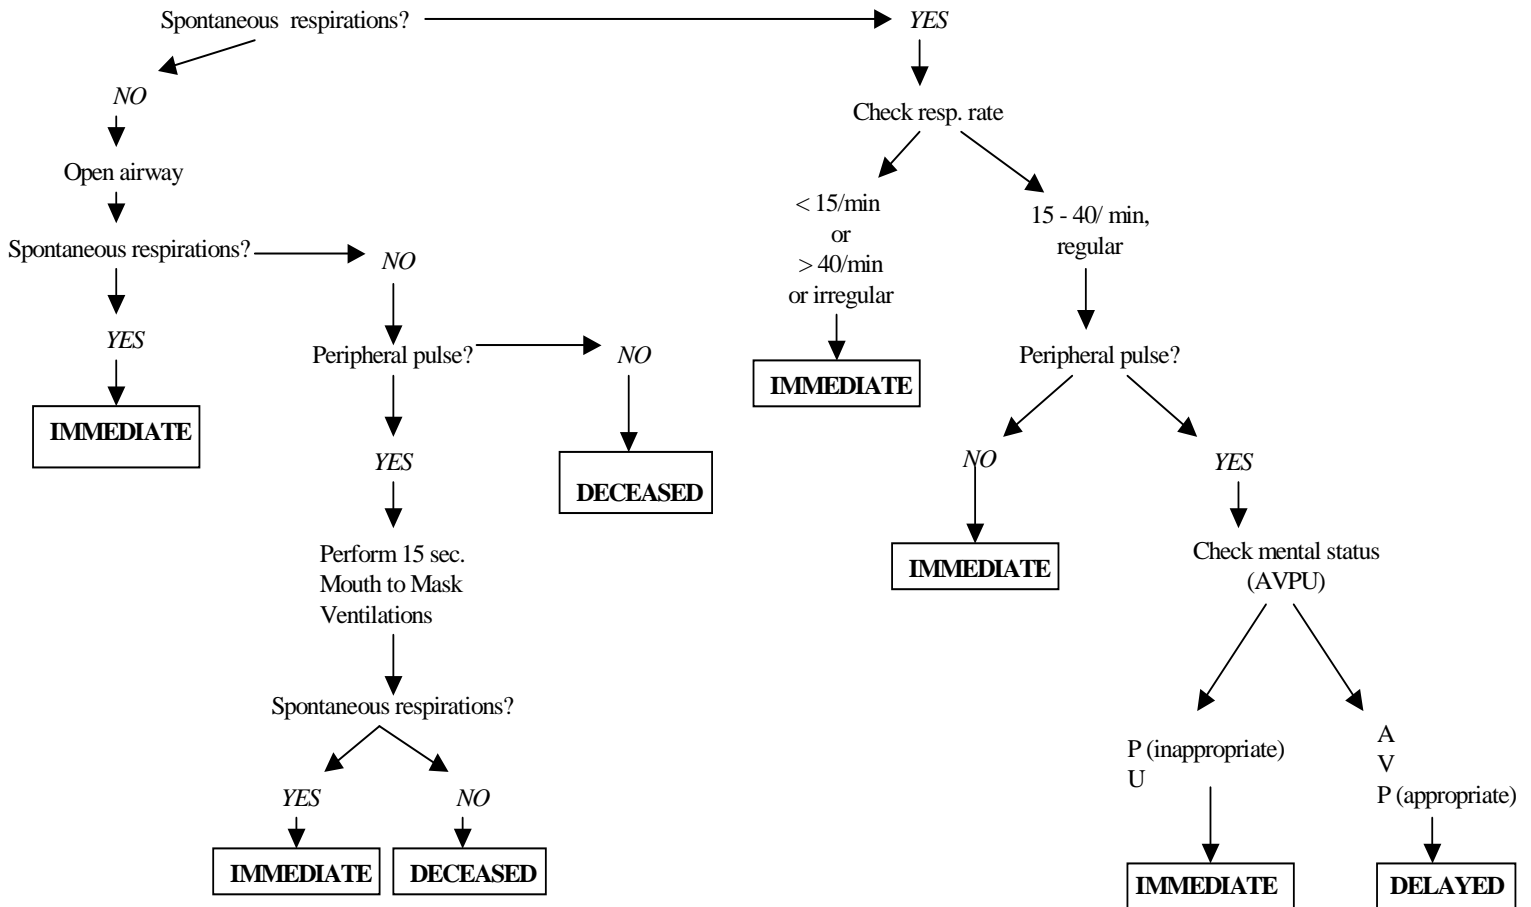 Spontaneous respirations?
YES
NO
Check resp. rate
Open airway
< 15/min
or
> 40/min
or irregular
15 - 40/ min,
regular
Spontaneous respirations?
NO
YES
IMMEDIATE
Peripheral pulse?
NO
DECEASED
YES
Perform 15 sec.
Mouth to Mask
Ventilations
Spontaneous respirations?
YES
NO
IMMEDIATE
DECEASED
IMMEDIATE
Peripheral pulse?
NO
YES
IMMEDIATE
Check mental status
(AVPU)
P (inappropriate)
U
A
V
P (appropriate)
IMMEDIATE
DELAYED